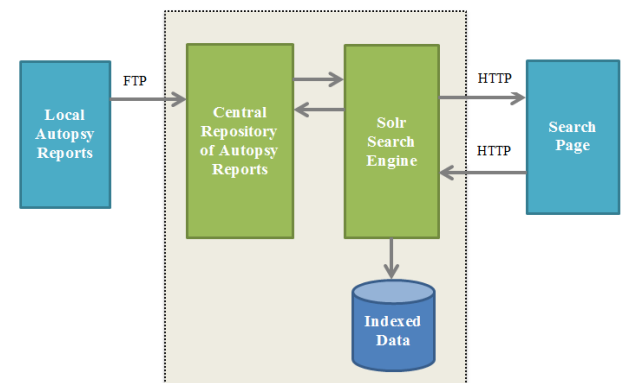 Local
Autopsy
Reports
FTP
Central
Repository
of Autopsy
Reports
Solr
Search
Engine
HTTP
HTTP
Search
Page
Indexed
Data